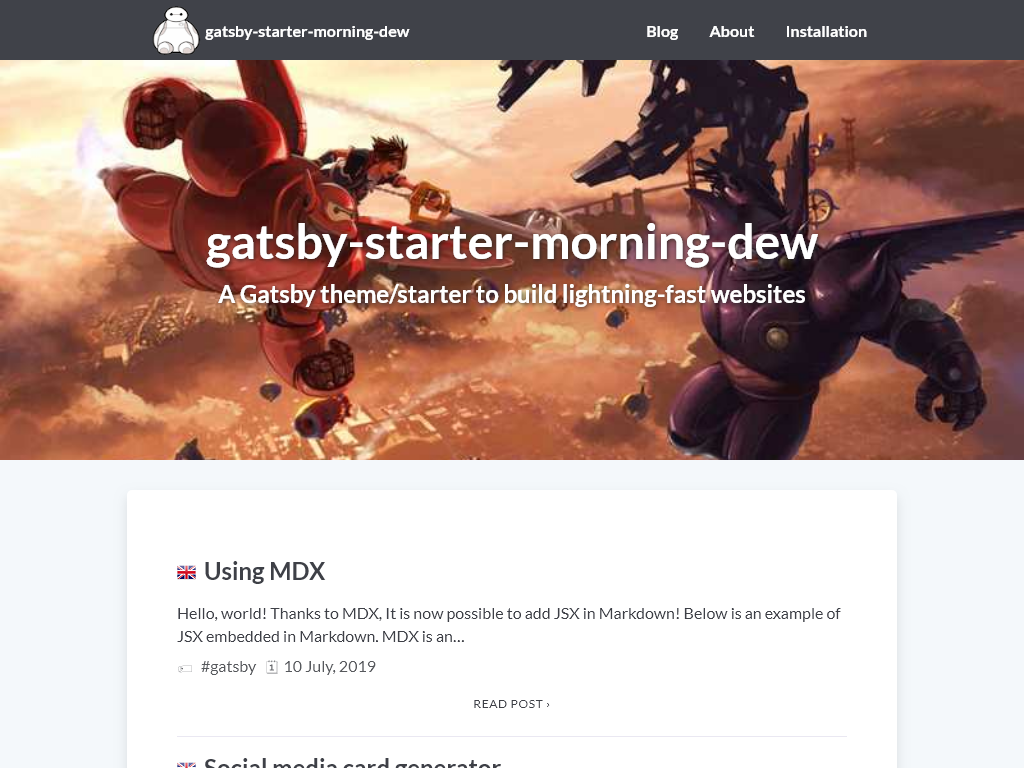 gatsby-starter-morning-dew
Blog
About
Installation
gatsby-starter-morning-dew
A Gatsby theme/starter to build lightning-fast websites
Using MDX
Hello, world! Thanks to MDX, It is now possible to add JSX in Markdown! Below is an example of
JSX embedded in Markdown. MDX is an…
#gatsby 10 July, 2019
READ POST ›
Social media card generator